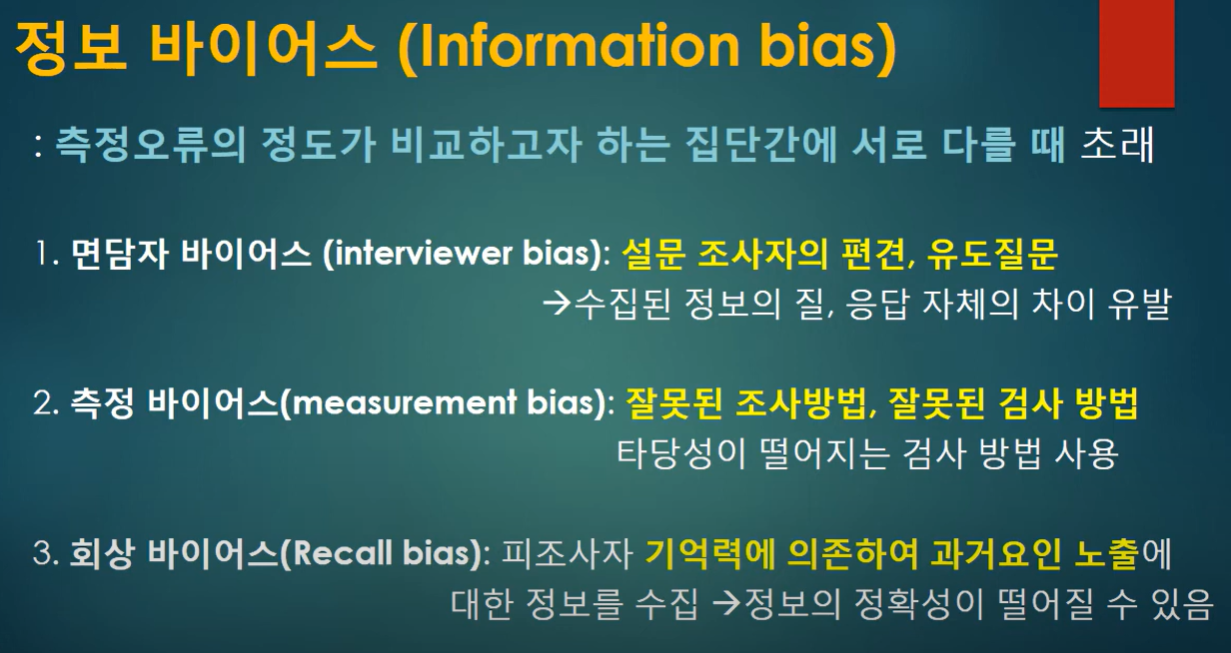 정보 바이어스 (Information bias)
: 측정오류의 정도가 비교하고자 하는 집단간에 서로 다를 때 초래
1. 면담자 바이어스 (interviewer bias): 설문 조사자의 편견, 유도질문
→수집된 정보의 질, 응답 자체의 차이 유발
2. 측정 바이어스(measurement bias): 잘못된 조사방법, 잘못된 검사 방법
타당성이 떨어지는 검사 방법 사용
3. 회상 바이어스(Recall bias): 피조사자 기억력에 의존하여 과거요인 노출에
대한 정보를 수집 →정보의 정확성이 떨어질 수 있음